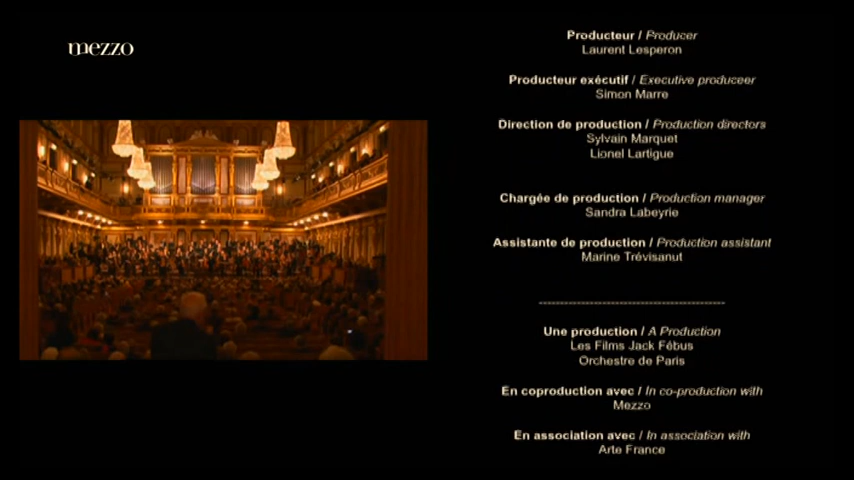 mezzo
Producteur / Producer
Laurent Lesperon
Producteur exécutif / Executive produceer
Simon Marre
Direction de production / Production directors
Sylvain Marquet
Lionel Lartigue
Chargée de production / Production manager
Sandra Labeyrie
Assistante de production / Production assistant
Marine Trévisanut
--------------------------------------------
Une production / A Production
Les Films Jack Fébus
Orchestre de Paris
En coproduction avec / In co-production with
Mezzo
En association avec / In association with
Arte France